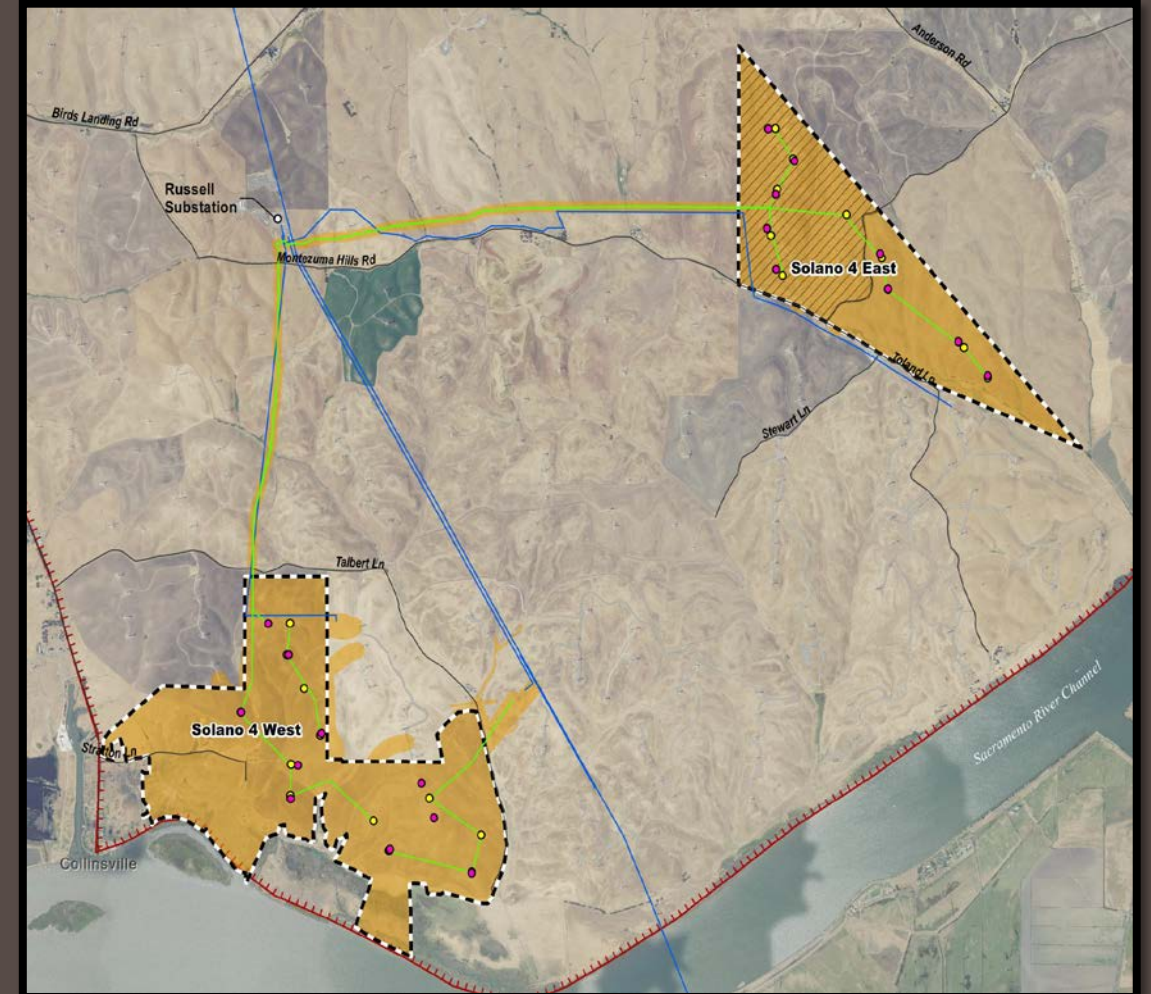 Anderson Rd
Birds Landing Rd
Russell
Substation
Montezuma Hills Rd
Solano 4 East
Toland Ln
Stewart Ln
Talbert Ln
Solano 4 West
Stratton Ln
Sacramento River Channel
Collinsville